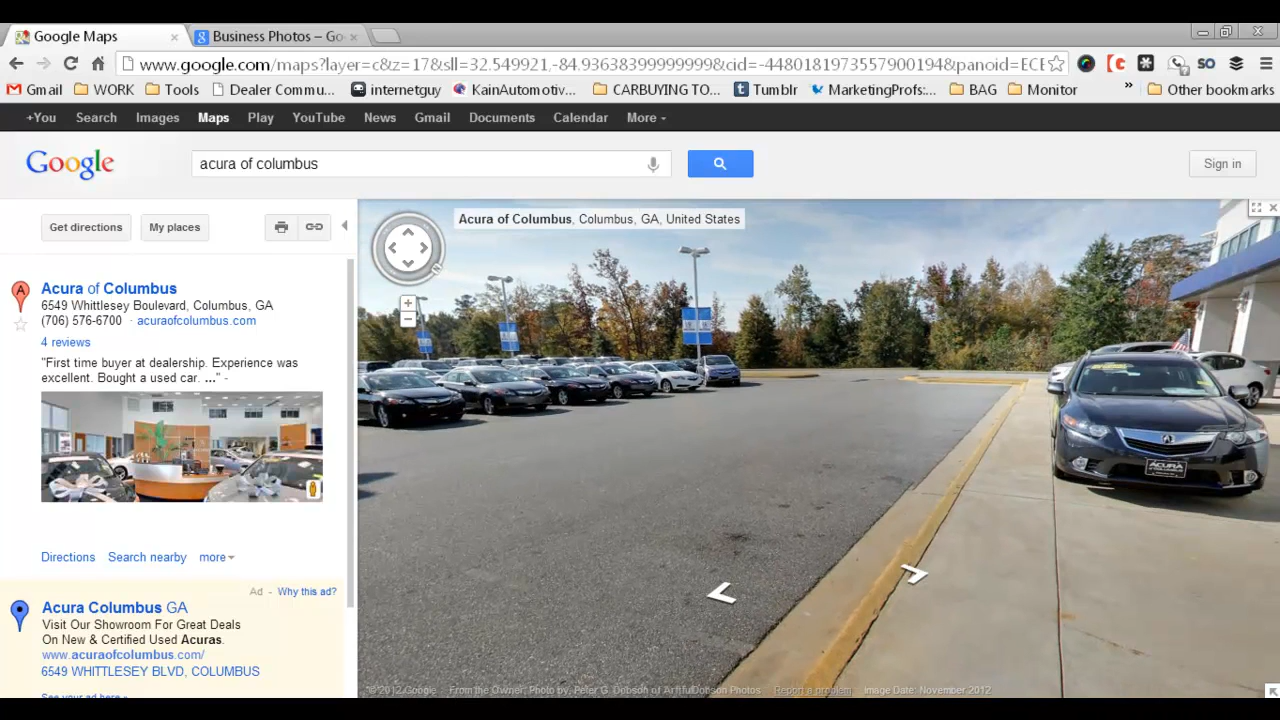 Google Maps
Business Photos – Go
www.google.com/maps?layer=c&z=17&sll=32.549921,-84.93638399999999&cid=-4480181973557900194&panoid=ECE
Gmail WORK Tools Dealer Commu... internetguy KainAutomotiv... CARBUYING TO... Tumblr MarketingProfs:... BAG Monitor » Other bookmarks
+You Search Images Maps Play YouTube News Gmail Documents Calendar More
Google
acura of columbus
Sign in
Get directions My places
Acura of Columbus, Columbus, GA, United States
A
Acura of Columbus
6549 Whittlesey Boulevard, Columbus, GA
(706) 576-6700 · acuraofcolumbus.com
4 reviews
"First time buyer at dealership. Experience was
excellent. Bought a used car. ..." -
Directions Search nearby more
Ad - Why this ad?
Acura Columbus GA
Visit Our Showroom For Great Deals
On New & Certified Used Acuras.
www.acuraofcolumbus.com/
6549 WHITTLESEY BLVD, COLUMBUS
See your ad here »
ACURA
© 2012 Google From the Owner, Photo by, Peter G. Dobson of Report a problem Image Date: November 2012